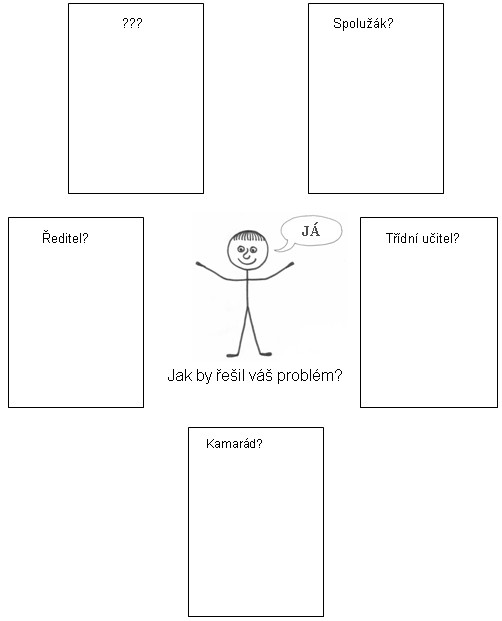 ???
Spolužák?
Ředitel?
JÁ
Třídní učitel?
Jak by řešil váš problém?
Kamarád?